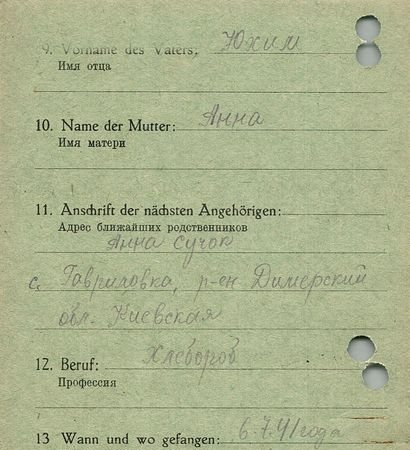 9. Vorname des Vaters: Юхим
Имя отца
10. Name der Mutter: Анна
Имя матери
11. Anschrift der nächsten Angehörigen:
Адрес ближайших родственников
Анна Сучок
с. Гавриловка, р-ен Димерский
обл. Киевская
12. Beruf: Хлебороб
Профессия
13 Wann und wo gefangen: 6.7.41 года